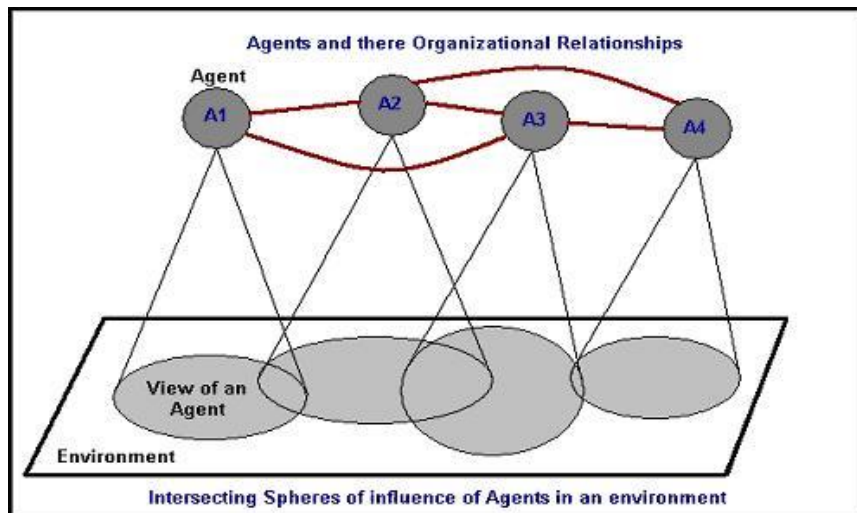 Agents and there Organizational Relationships
Agent
A1
A2
A3
A4
View of an
Agent
Environment
Intersecting Spheres of influence of Agents in an environment